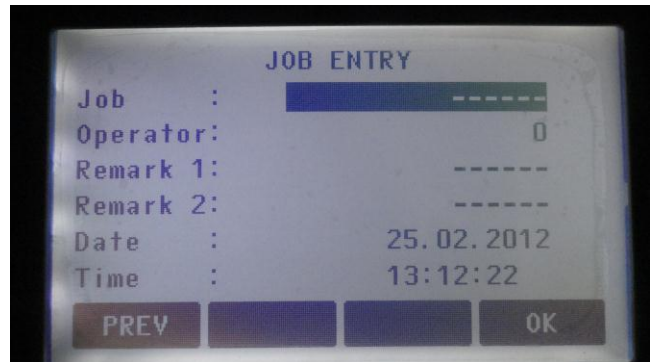 JOB ENTRY
Job : ------
Operator: 0
Remark 1: ------
Remark 2: ------
Date : 25.02.2012
Time : 13:12:22
PREV OK